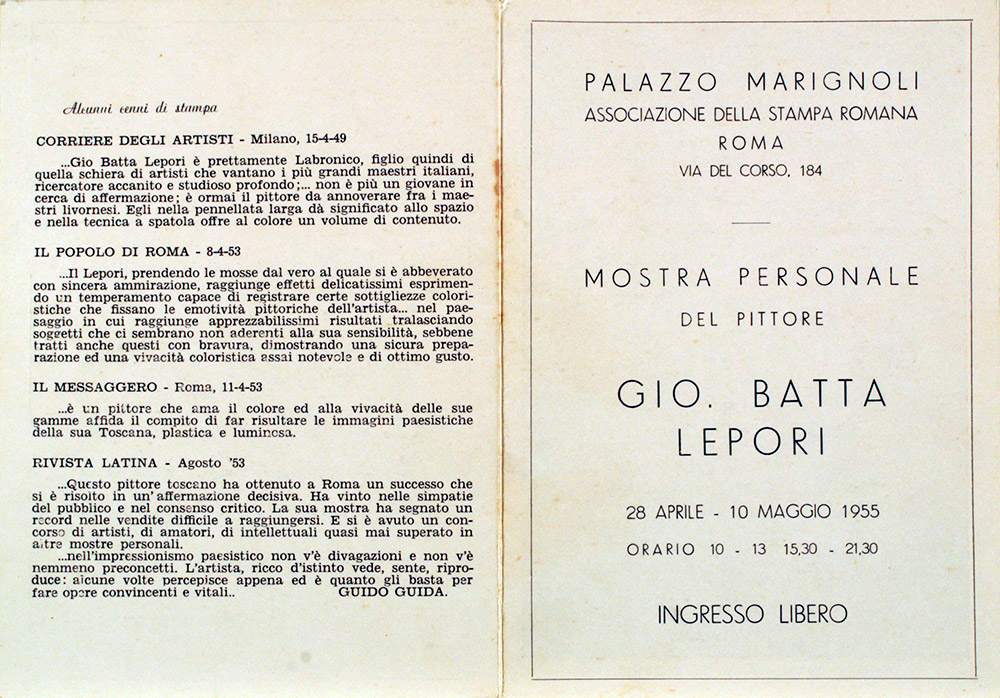 Alcuni cenni di stampa
CORRIERE DEGLI ARTISTI - Milano, 15-4-49
...Gio Batta Lepori è prettamente Labronico, figlio quindi di
quella schiera di artisti che vantano i più grandi maestri italiani,
ricercatore accanito e studioso profondo;... non è più un giovane in
cerca di affermazione; è ormai il pittore da annoverare fra i mae-
stri livornesi. Egli nella pennellata larga dà significato allo spazio
e nella tecnica a spatola offre al colore un volume di contenuto.
IL POPOLO DI ROMA - 8-4-53
...Il Lepori, prendendo le mosse dal vero al quale si è abbeverato
con sincera ammirazione, raggiunge effetti delicatissimi esprimen-
do un temperamento capace di registrare certe sottigliezze colori-
stiche che fissano le emotività pittoriche dell'artista... nel pae-
saggio in cui raggiunge apprezzabilissimi risultati tralasciando
soggetti che ci sembrano non aderenti alla sua sensibilità, sebbene
tratti anche questi con bravura, dimostrando una sicura prepa-
razione ed una vivacità coloristica assai notevole e di ottimo gusto.
IL MESSAGGERO - Roma, 11-4-53
...è un pittore che ama il colore ed alla vivacità delle sue
gamme affida il compito di far risultare le immagini paesistiche
della sua Toscana, plastica e luminosa.
RIVISTA LATINA - Agosto '53
...Questo pittore toscano ha ottenuto a Roma un successo che
si è risolto in un'affermazione decisiva. Ha vinto nelle simpatie
del pubblico e nel consenso critico. La sua mostra ha segnato un
record nelle vendite difficile a raggiungersi. E si è avuto un con-
corso di artisti, di amatori, di intellettuali quasi mai superato in
altre mostre personali.
...nell'impressionismo paesistico non v'è divagazioni e non v'è
nemmeno preconcetti. L'artista, ricco d'istinto vede, sente, ripro-
duce: alcune volte percepisce appena ed è quanto gli basta per
fare opere convincenti e vitali.. GUIDO GUIDA.
PALAZZO MARIGNOLI
ASSOCIAZIONE DELLA STAMPA ROMANA
ROMA
VIA DEL CORSO, 184
MOSTRA PERSONALE
DEL PITTORE
GIO. BATTA
LEPORI
28 APRILE - 10 MAGGIO 1955
ORARIO 10 - 13 15,30 - 21,30
INGRESSO LIBERO